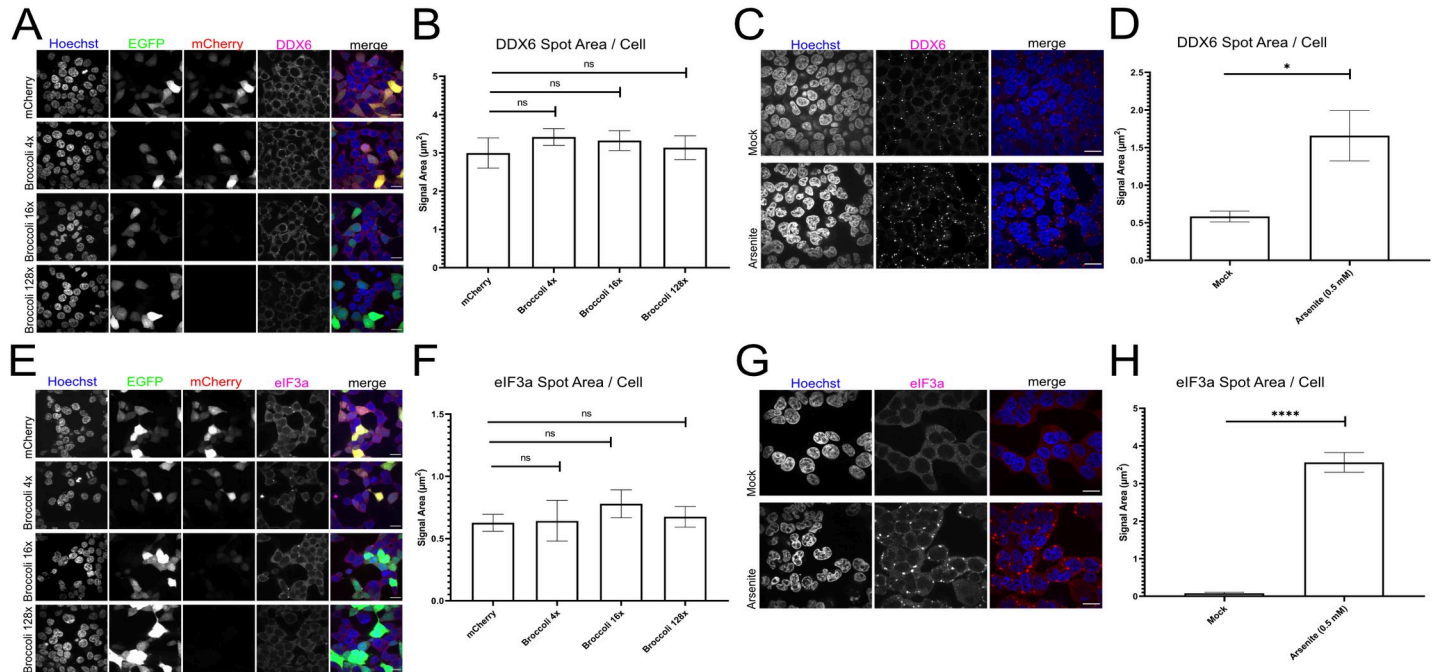 A
Hoechst EGFP mCherry DDX6 merge
mCherry
Broccoli 4x
Broccoli 16x
Broccoli 128x
B
DDX6 Spot Area / Cell
ns
ns
ns
Signal Area (µm²)
5
4
3
2
1
0
mCherry
Broccoli 4x
Broccoli 16x
Broccoli 128x
C
Hoechst DDX6 merge
Mock
Arsenite
D
DDX6 Spot Area / Cell
*
Signal Area (µm²)
2.5
2.0
1.5
1.0
0.5
0.0
Mock
Arsenite (0.5 mM)
E
Hoechst EGFP mCherry eIF3a merge
mCherry
Broccoli 4x
Broccoli 16x
Broccoli 128x
F
eIF3a Spot Area / Cell
ns
ns
ns
Signal Area (µm²)
1.5
1.0
0.5
0.0
mCherry
Broccoli 4x
Broccoli 16x
Broccoli 128x
G
Hoechst eIF3a merge
Mock
Arsenite
H
eIF3a Spot Area / Cell
****
Signal Area (µm²)
5
4
3
2
1
0
Mock
Arsenite (0.5 mM)